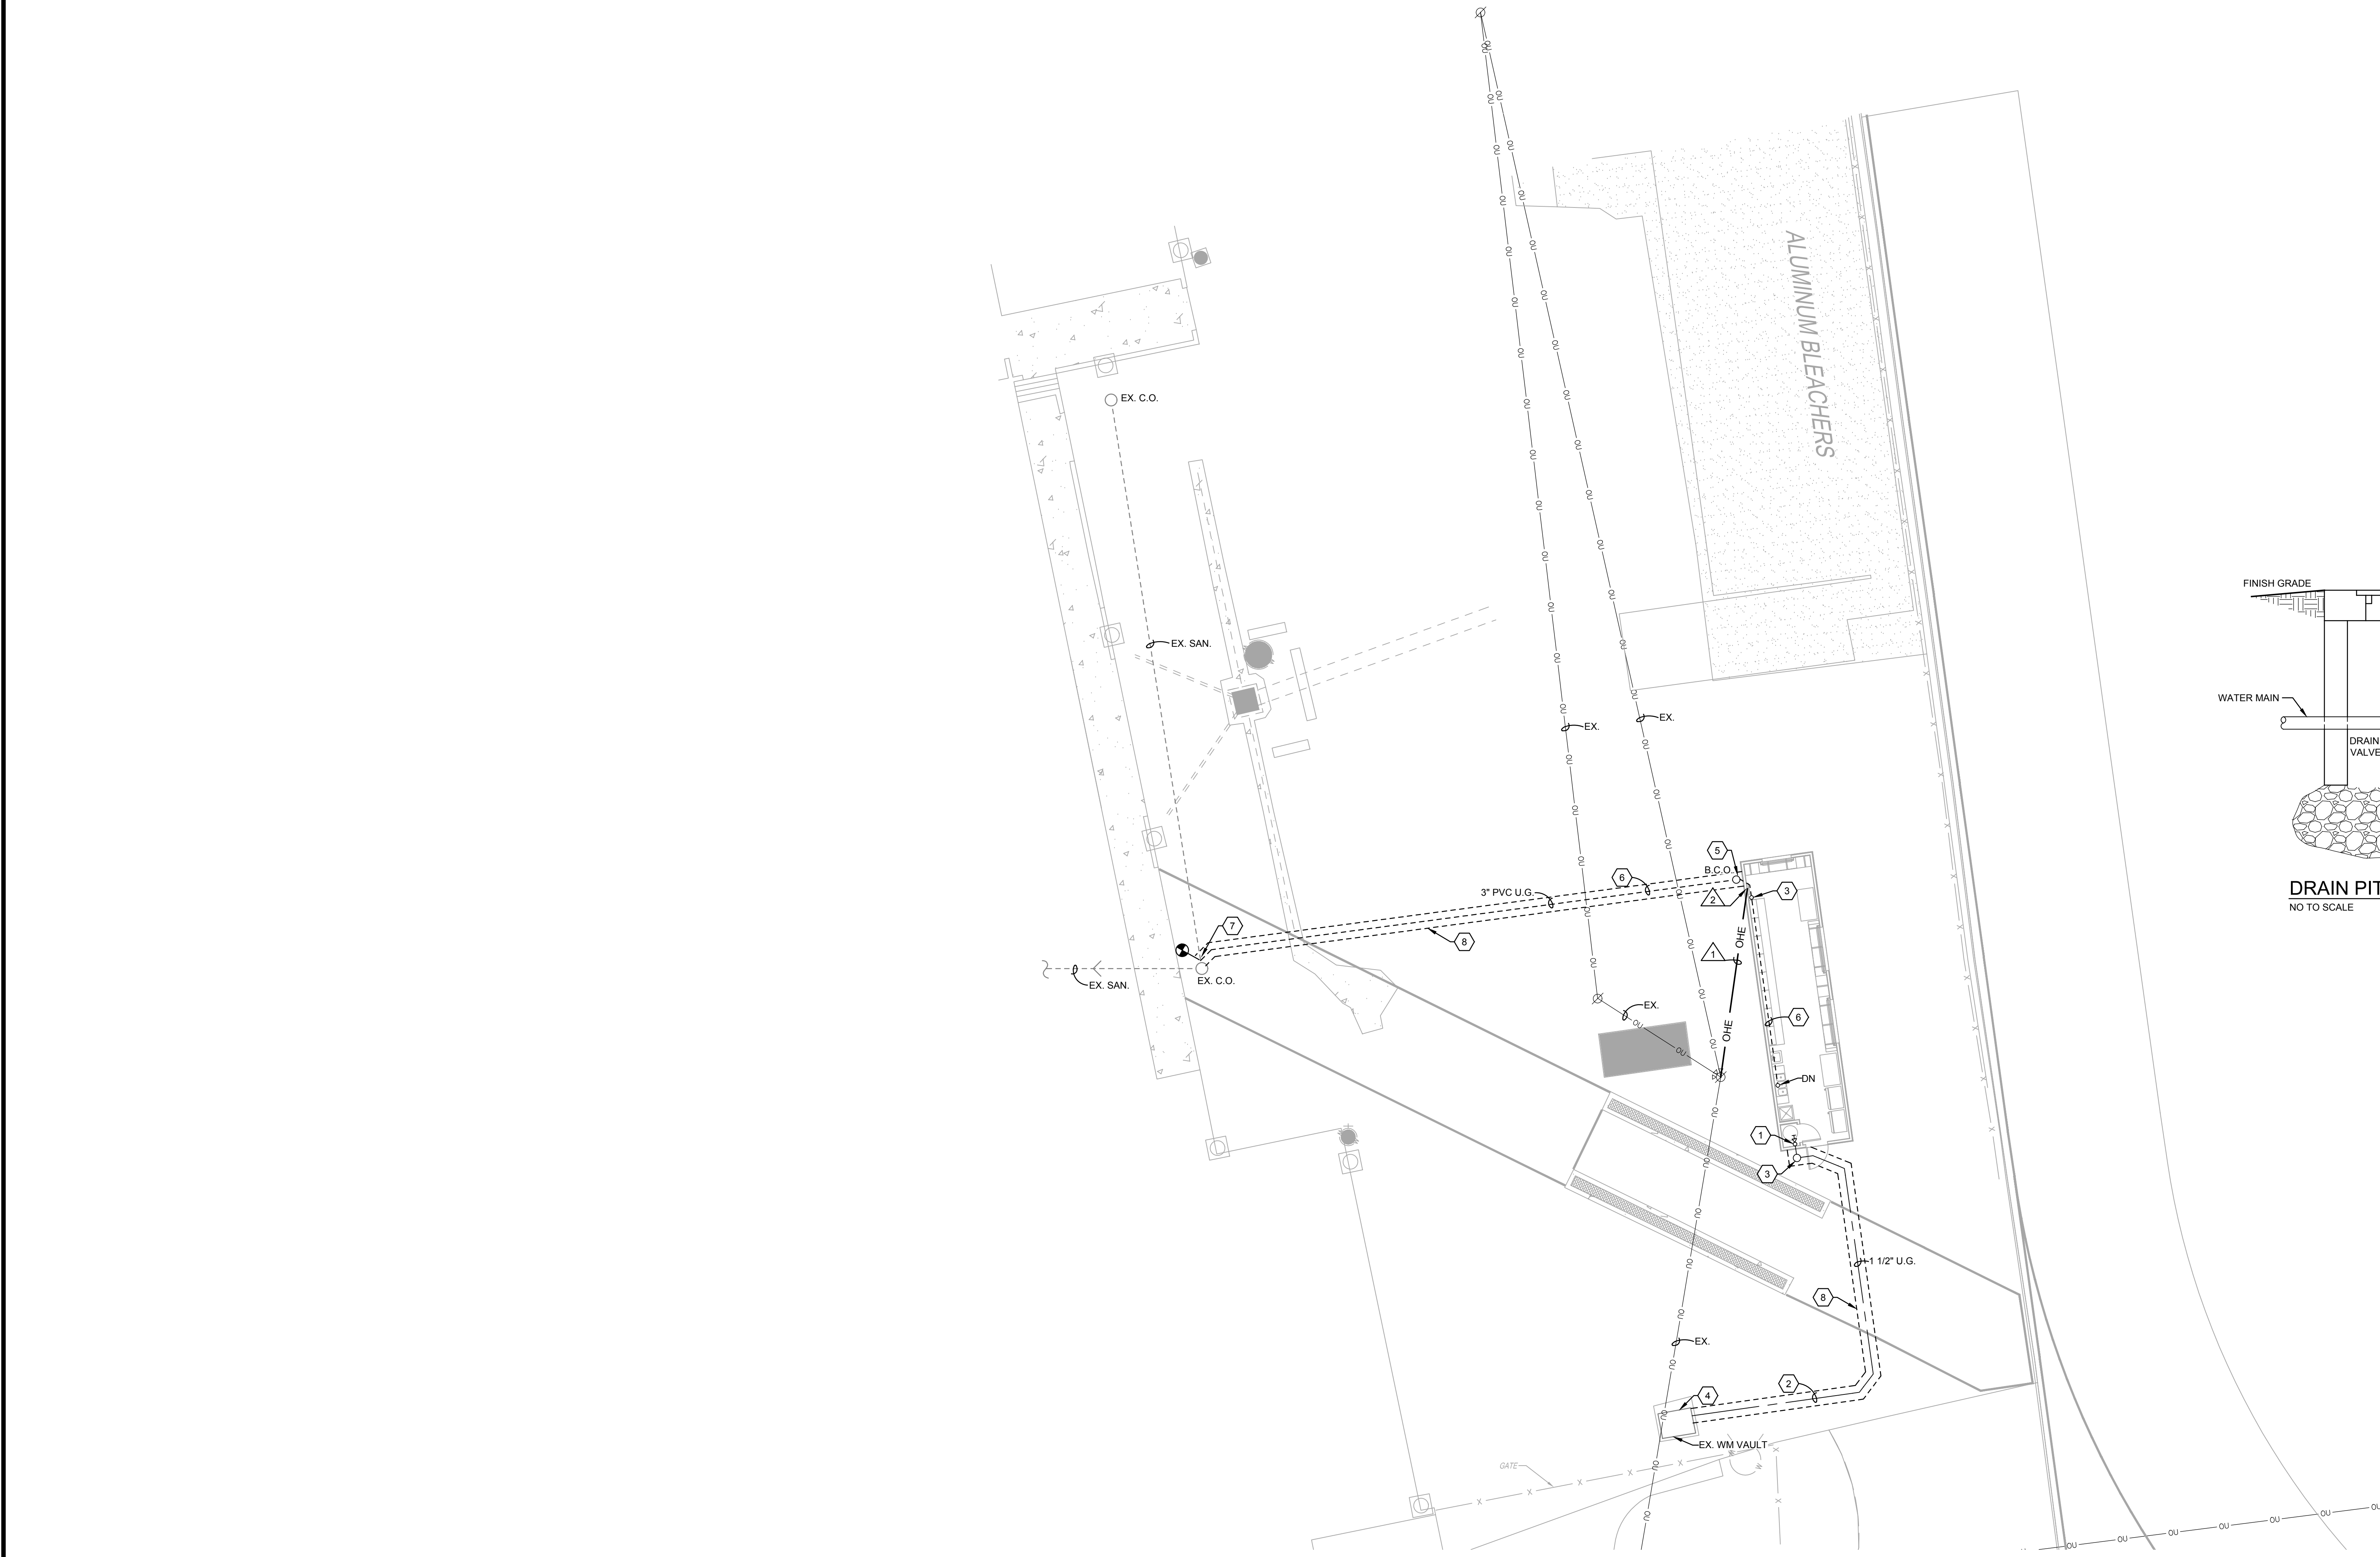 ALUMINUM BLEACHERS
EX. C.O.
FINISH GRADE
EX. SAN.
WATER MAIN
EX.
EX.
DRAIN
VALVE
5
B.C.O.
6
3" PVC U.G.
2
3
DRAIN PIT
NO TO SCALE
7
8
OHE
1
EX. C.O.
EX. SAN.
EX.
6
OHE
DN
1
3
1 1/2" U.G.
8
EX.
2
4
EX. WM VAULT
GATE
OU
X